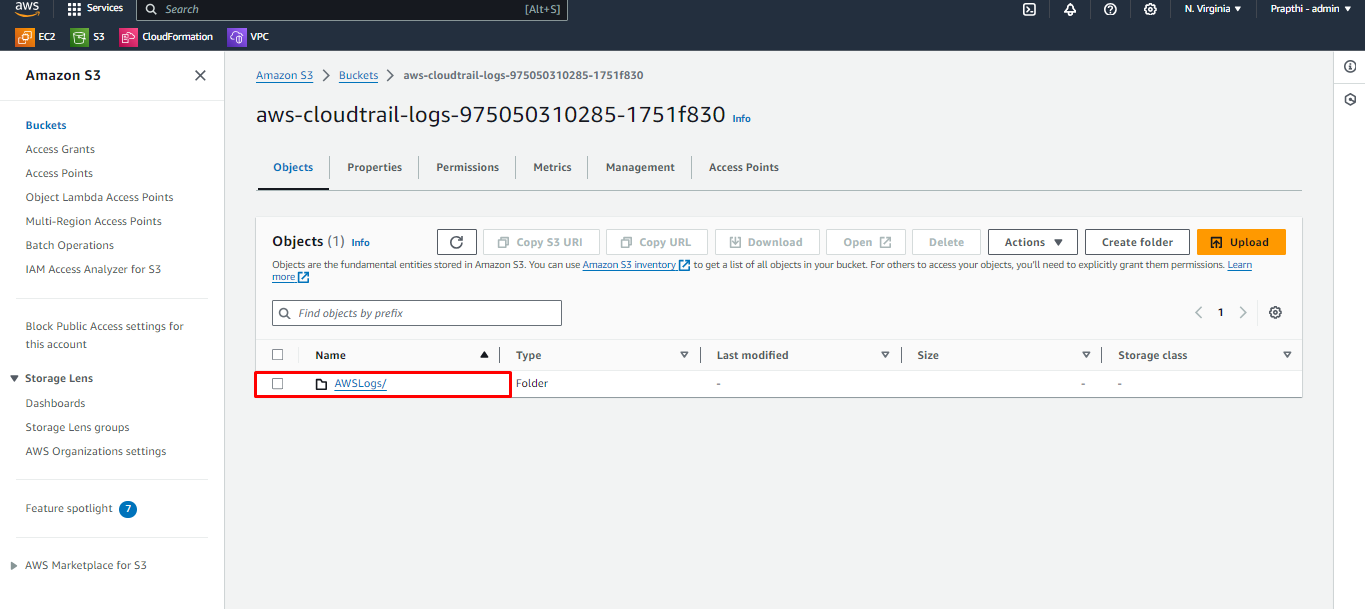 aws
Services
Search
[Alt+S]
N. Virginia
Prapthi - admin
EC2
S3
CloudFormation
VPC
Amazon S3
Buckets
Access Grants
Access Points
Object Lambda Access Points
Multi-Region Access Points
Batch Operations
IAM Access Analyzer for S3
Block Public Access settings for
this account
Storage Lens
Dashboards
Storage Lens groups
AWS Organizations settings
Feature spotlight 7
AWS Marketplace for S3
Amazon S3 > Buckets > aws-cloudtrail-logs-975050310285-1751f830
aws-cloudtrail-logs-975050310285-1751f830 Info
Objects
Properties
Permissions
Metrics
Management
Access Points
Objects (1) Info
Copy S3 URI
Copy URL
Download
Open
Delete
Actions
Create folder
Upload
Objects are the fundamental entities stored in Amazon S3. You can use Amazon S3 inventory to get a list of all objects in your bucket. For others to access your objects, you'll need to explicitly grant them permissions. Learn
more
Find objects by prefix
1
Name Type Last modified Size Storage class
AWSLogs/ Folder - - -